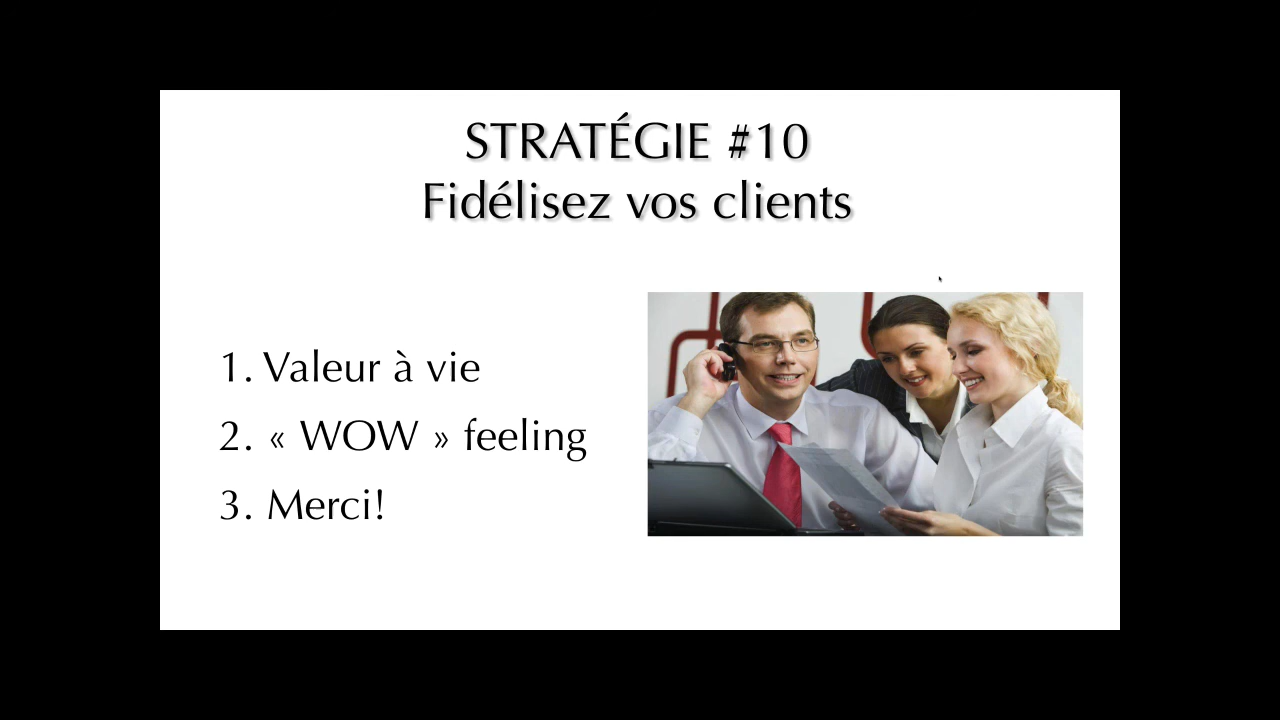 STRATÉGIE #10
Fidélisez vos clients
1. Valeur à vie
2. « WOW » feeling
3. Merci!